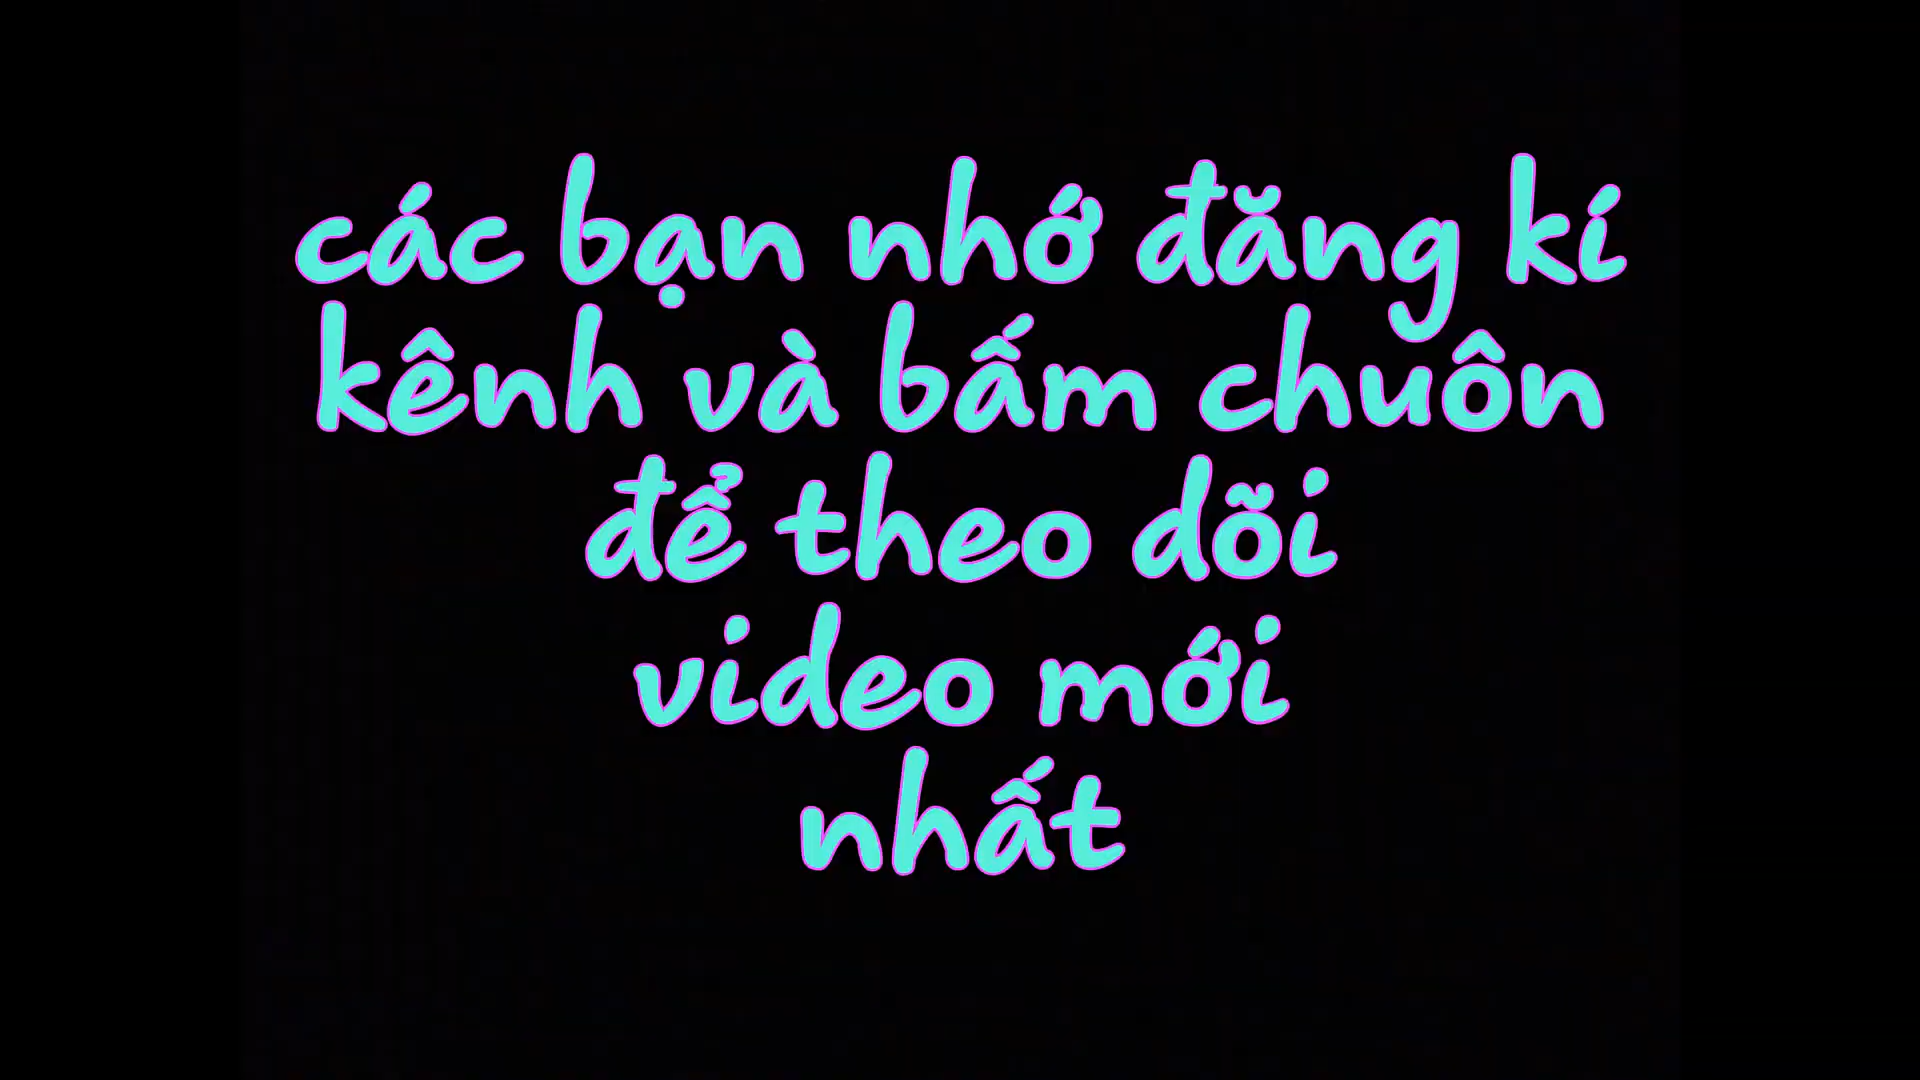 các bạn nhớ đăng kí
kênh và bấm chuôn
để theo dõi
video mới
nhất